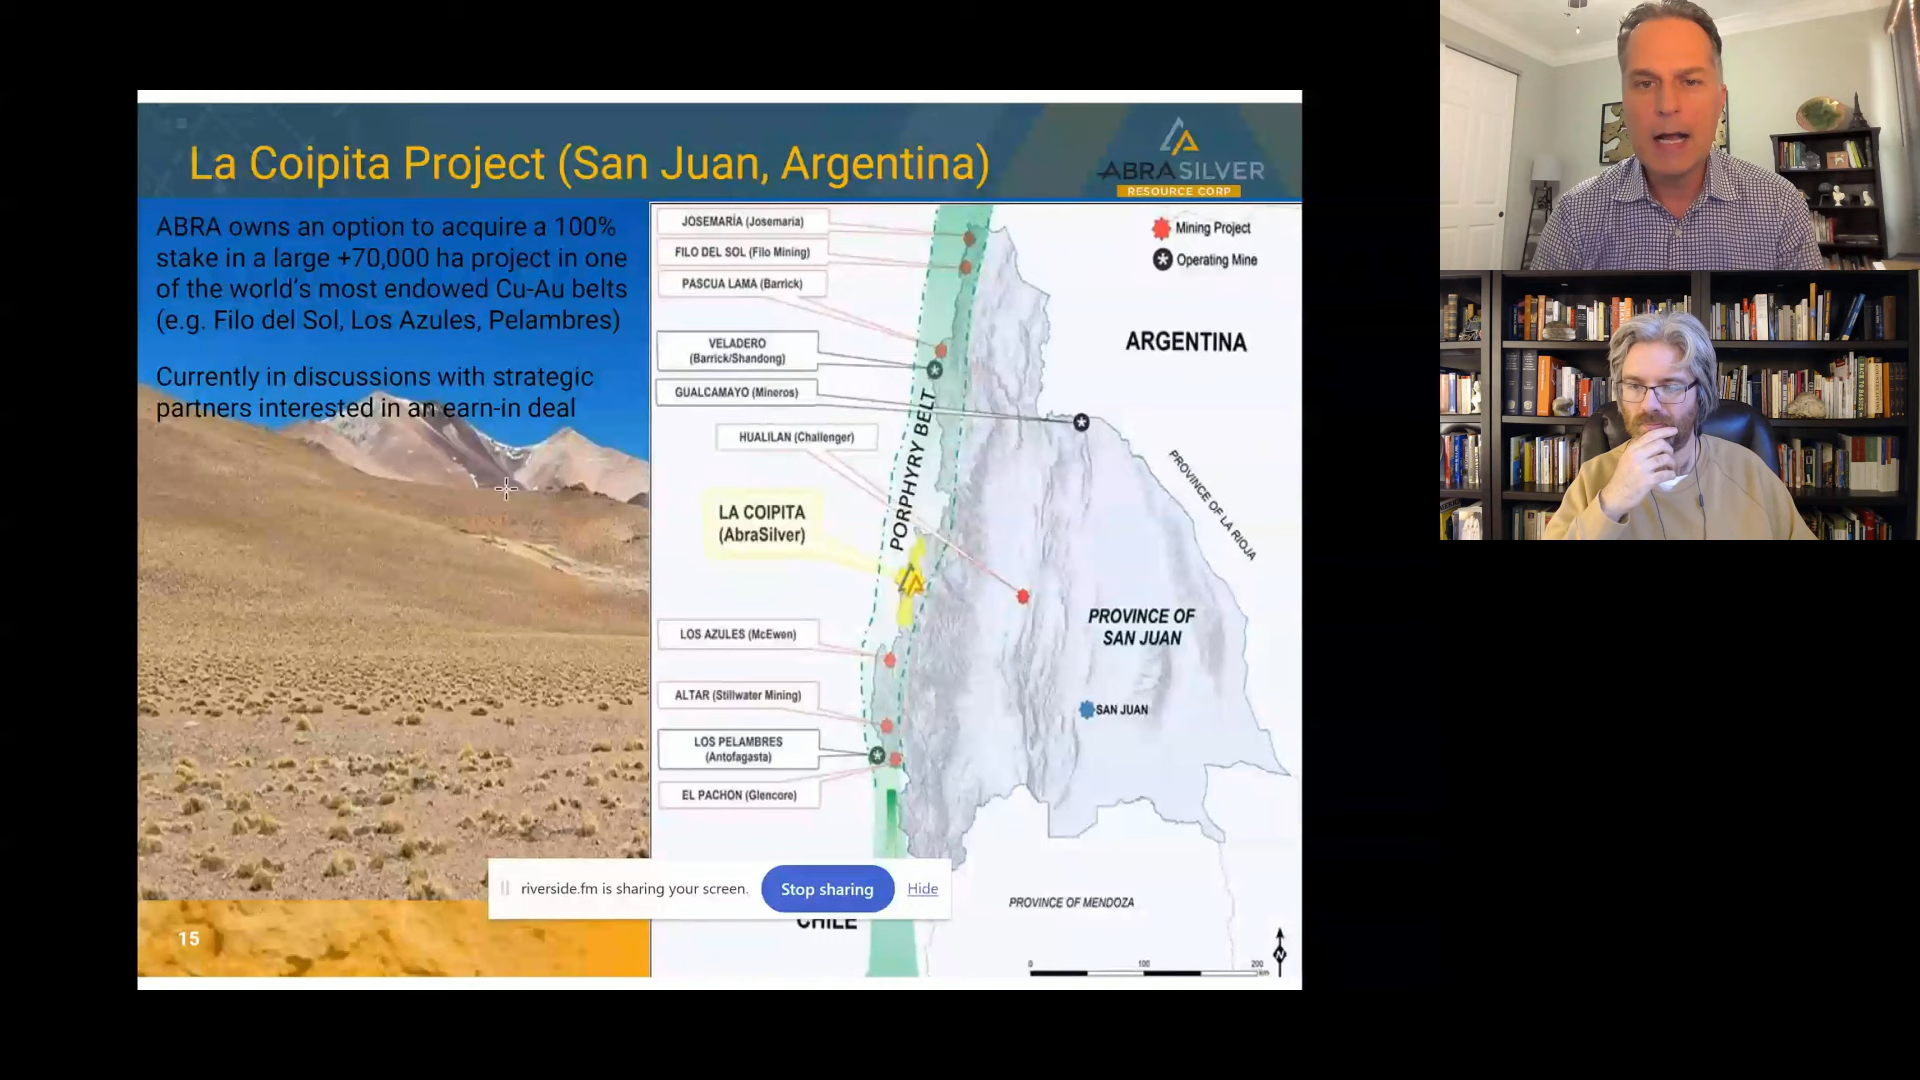 La Coipita Project (San Juan, Argentina)
ABRASILVER
RESOURCE CORP
ABRA owns an option to acquire a 100%
stake in a large +70,000 ha project in one
of the world's most endowed Cu-Au belts
(e.g. Filo del Sol, Los Azules, Pelambres)
Currently in discussions with strategic
partners interested in an earn-in deal
JOSEMARÍA (Josemaria)
FILO DEL SOL (Filo Mining)
PASCUA LAMA (Barrick)
VELADERO
(Barrick/Shandong)
GUALCAMAYO (Mineros)
HUALILAN (Challenger)
LA COIPITA
(AbraSilver)
LOS AZULES (McEwen)
ALTAR (Stillwater Mining)
LOS PELAMBRES
(Antofagasta)
EL PACHON (Glencore)
PORPHYRY BELT
Mining Project
Operating Mine
ARGENTINA
PROVINCE OF LA RIOJA
PROVINCE OF
SAN JUAN
SAN JUAN
PROVINCE OF MENDOZA
CHILE
0 100 200
km
N
riverside.fm is sharing your screen.
Stop sharing
Hide
15